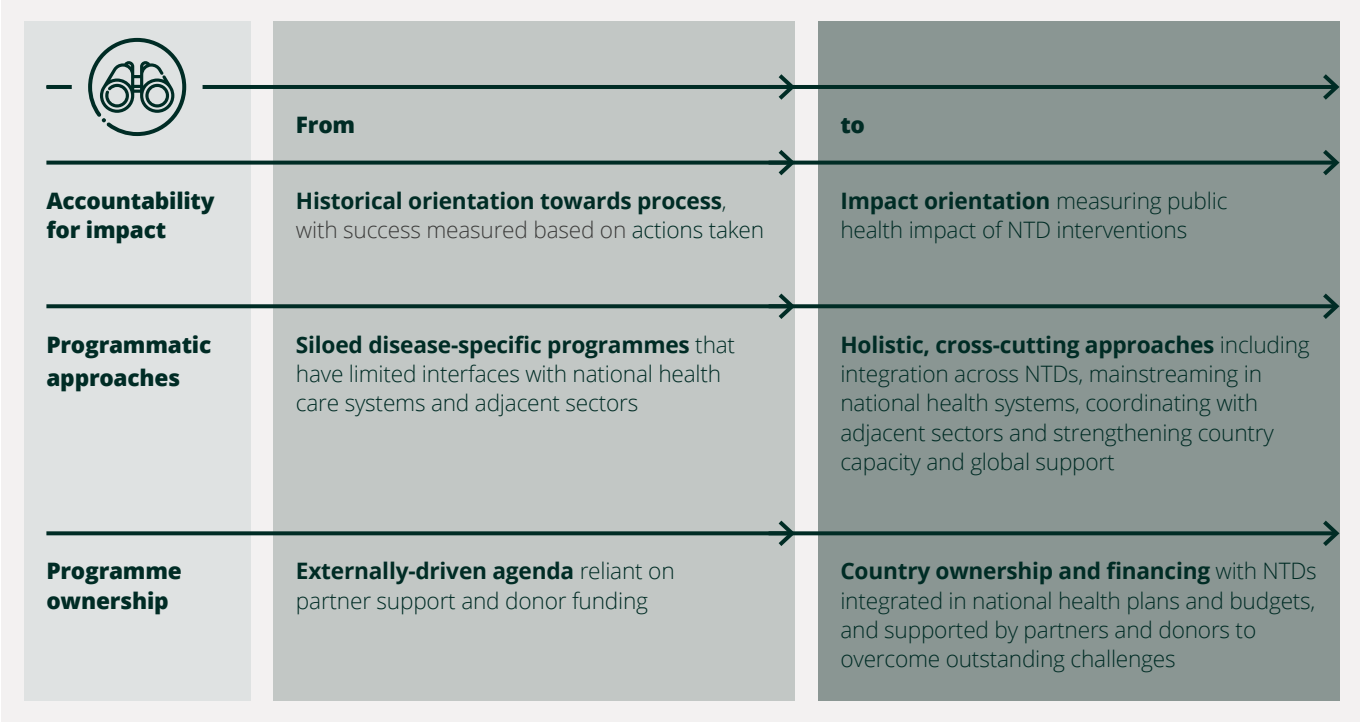 From
to
Accountability
for impact
Historical orientation towards process,
with success measured based on actions taken
Impact orientation measuring public
health impact of NTD interventions
Programmatic
approaches
Siloed disease-specific programmes that
have limited interfaces with national health
care systems and adjacent sectors
Holistic, cross-cutting approaches including
integration across NTDs, mainstreaming in
national health systems, coordinating with
adjacent sectors and strengthening country
capacity and global support
Programme
ownership
Externally-driven agenda reliant on
partner support and donor funding
Country ownership and financing with NTDs
integrated in national health plans and budgets,
and supported by partners and donors to
overcome outstanding challenges